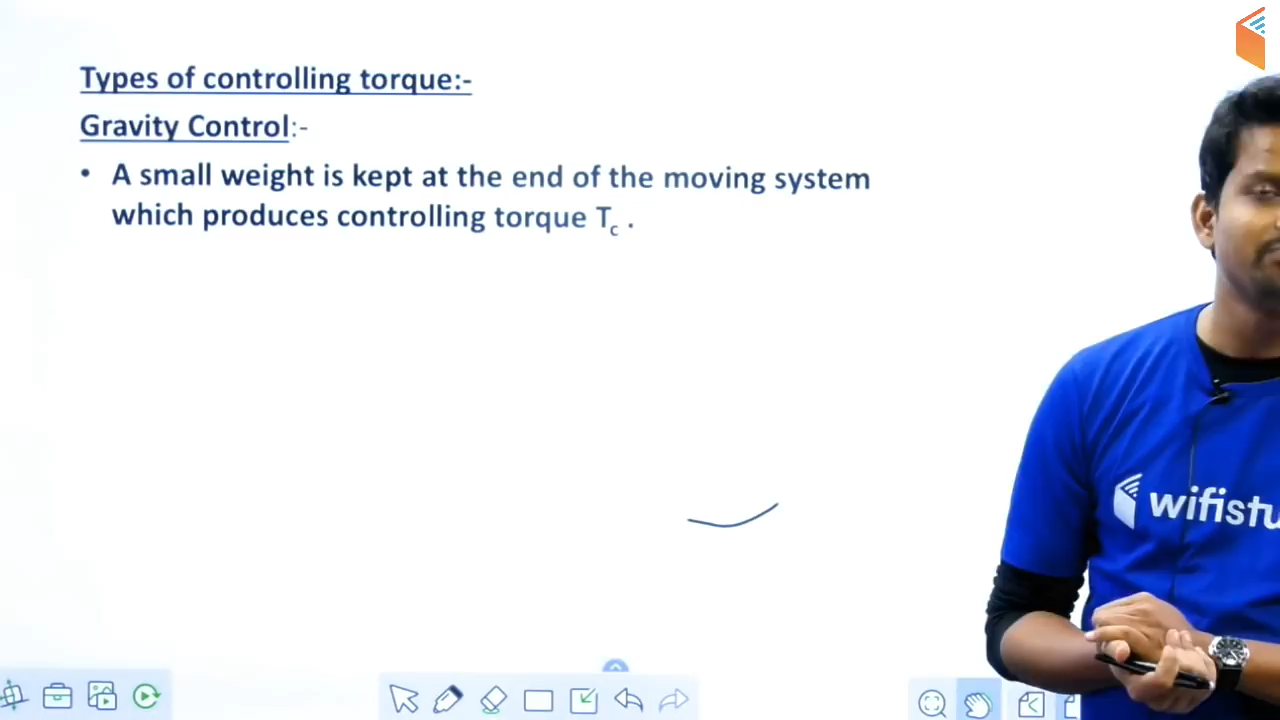 Types of controlling torque:-
Gravity Control:-
• A small weight is kept at the end of the moving system
which produces controlling torque Tc .
wifistu